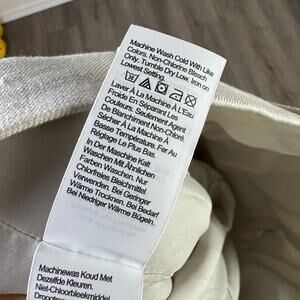 Machine Wash Cold With Like
Colors. Non-Chlorine Bleach
Only. Tumble Dry Low. Iron on
Lowest Setting.
Laver À La Machine À L'Eau
Froide En Séparant Les
Couleurs. Seulement Agent
De Blanchiment Non-Chloré.
Sécher À La Machine À
Basse Température. Fer Au
Réglage Le Plus Bas.
In Der Maschine Kalt
Waschen Mit Ähnlichen
Farben Waschen. Nur
Chlorfreies Bleichmittel
Verwenden. Bei Geringer
Wärme Trocknen. Bei Bedarf
Bei Niedriger Wärme Bügeln.
Machinewas Koud Met
Dezelfde Kleuren.
Niet-Chloorbleekmiddel